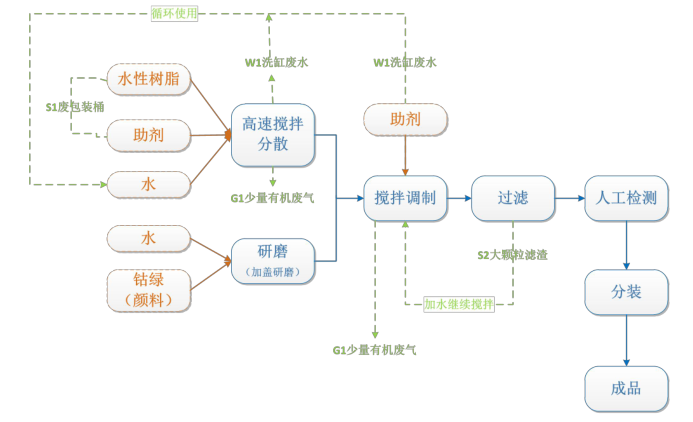 循环使用
W1洗缸废水
W1洗缸废水
水性树脂
S1废包装桶
助剂
水
高速搅拌
分散
助剂
G1少量有机废气
搅拌调制
过滤
人工检测
水
研磨
（加盖研磨）
钴绿
（颜料）
S2大颗粒滤渣
加水继续搅拌
分装
G1少量有机废气
成品